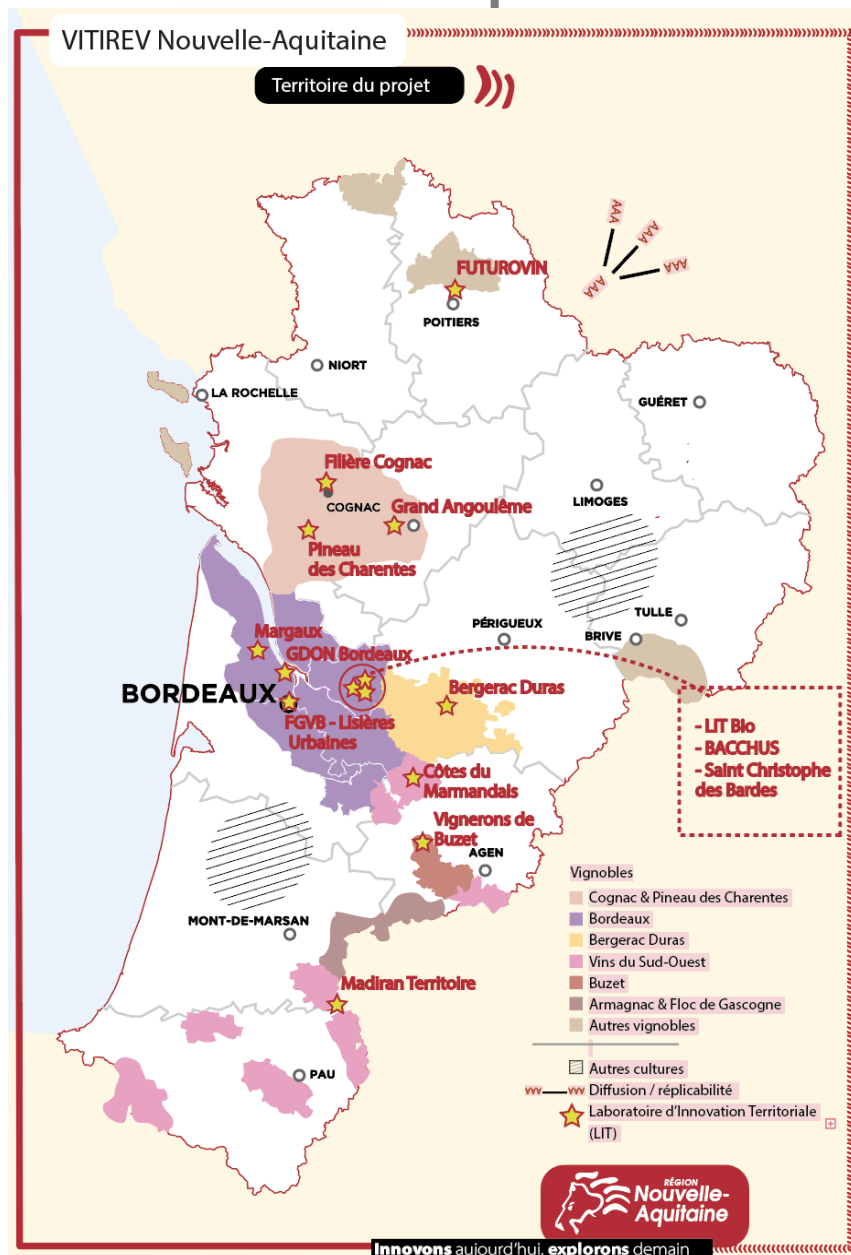 VITIREV Nouvelle-Aquitaine
Territoire du projet
FUTUROVIN
POITIERS
NIORT
LA ROCHELLE
GUÉRET
Filière Cognac
COGNAC
Grand Angoulême
LIMOGES
Pineau
des Charentes
TULLE
PÉRIGUEUX
BRIVE
Margaux
GDON Bordeaux
BORDEAUX
Bergerac Duras
FGVB - Lisières
Urbaines
- LIT Bio
- BACCHUS
- Saint Christophe
des Bardes
Côtes du
Marmandais
Vignerons de
Buzet
AGEN
MONT-DE-MARSAN
Madiran Territoire
PAU
Vignobles
Cognac & Pineau des Charentes
Bordeaux
Bergerac Duras
Vins du Sud-Ouest
Buzet
Armagnac & Floc de Gascogne
Autres vignobles
Autres cultures
Diffusion / réplicabilité
Laboratoire d'Innovation Territoriale
(LIT)
RÉGION
Nouvelle-
Aquitaine
Innovons aujourd'hui, explorons demain